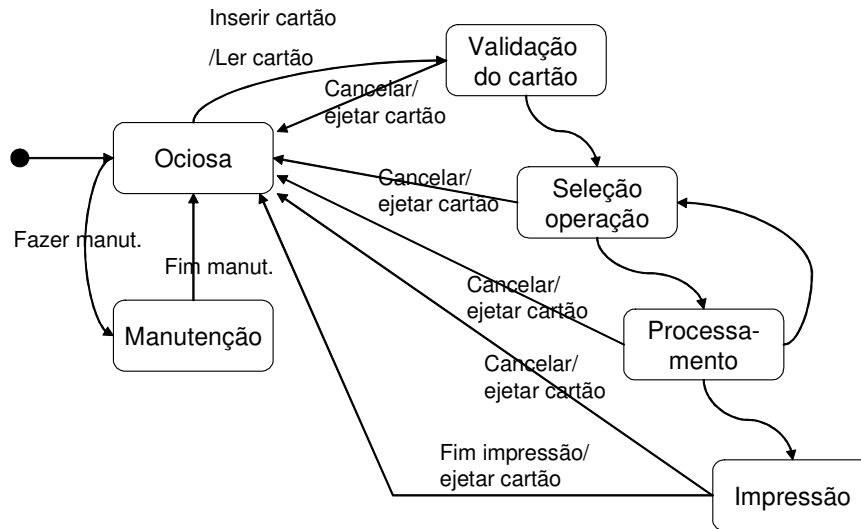 Inserir cartão
/Ler cartão
Validação
do cartão
Cancelar/
ejetar cartão
Ociosa
Cancelar/
ejetar cartão
Seleção
operação
Fazer manut.
Fim manut.
Cancelar/
ejetar cartão
Manutenção
Processa-
mento
Cancelar/
ejetar cartão
Fim impressão/
ejetar cartão
Impressão